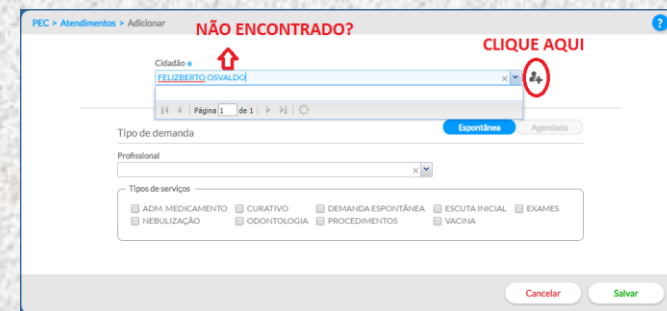 PEC > Atendimentos > Adicionar
?
NÃO ENCONTRADO?
CLIQUE AQUI
Cidadão
FELIZBERTO OSVALDO
Página 1 de 1
Tipo de demanda
Espontânea Agendada
Profissional
Tipos de serviços
ADM. MEDICAMENTO CURATIVO DEMANDA ESPONTÂNEA ESCUTA INICIAL EXAMES
NEBULIZAÇÃO ODONTOLOGIA PROCEDIMENTOS VACINA
Cancelar Salvar